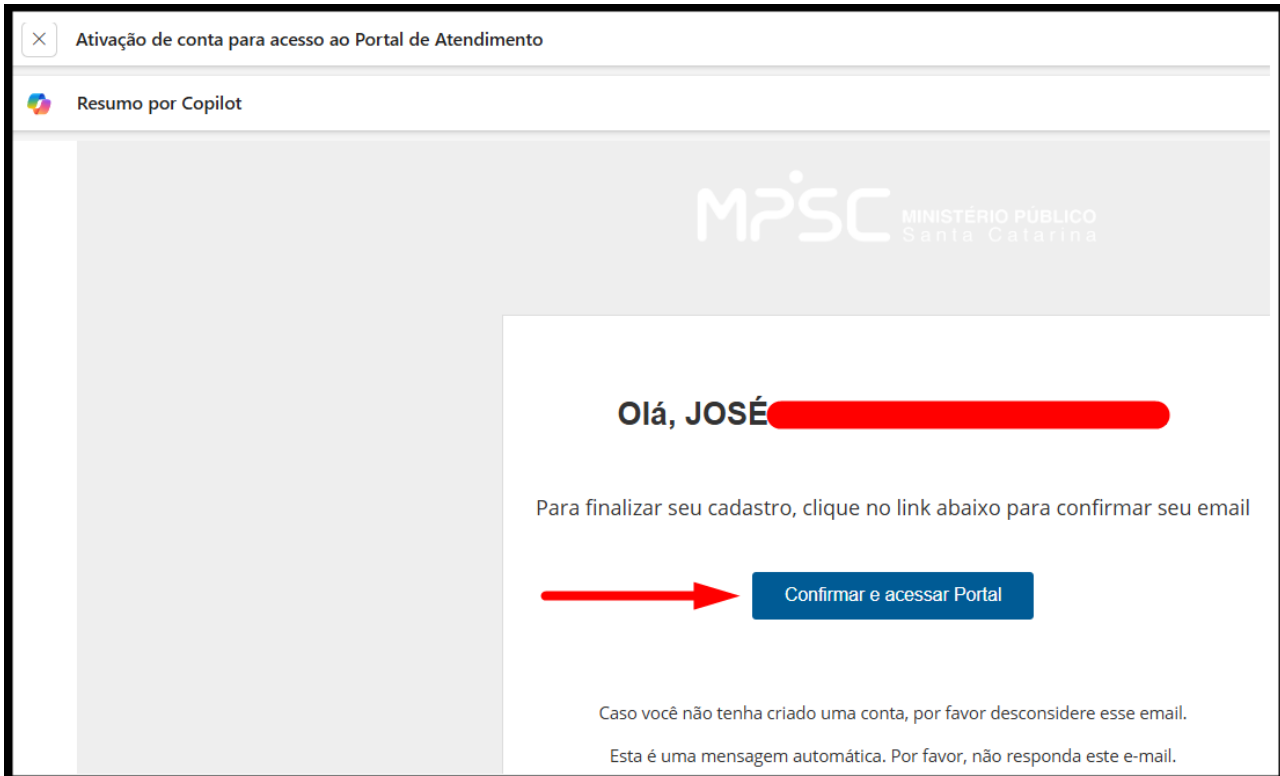 Ativação de conta para acesso ao Portal de Atendimento
Resumo por Copilot
MPSC MINISTÉRIO PÚBLICO
Santa Catarina
Olá, JOSÉ
Para finalizar seu cadastro, clique no link abaixo para confirmar seu email
Confirmar e acessar Portal
Caso você não tenha criado uma conta, por favor desconsidere esse email.
Esta é uma mensagem automática. Por favor, não responda este e-mail.